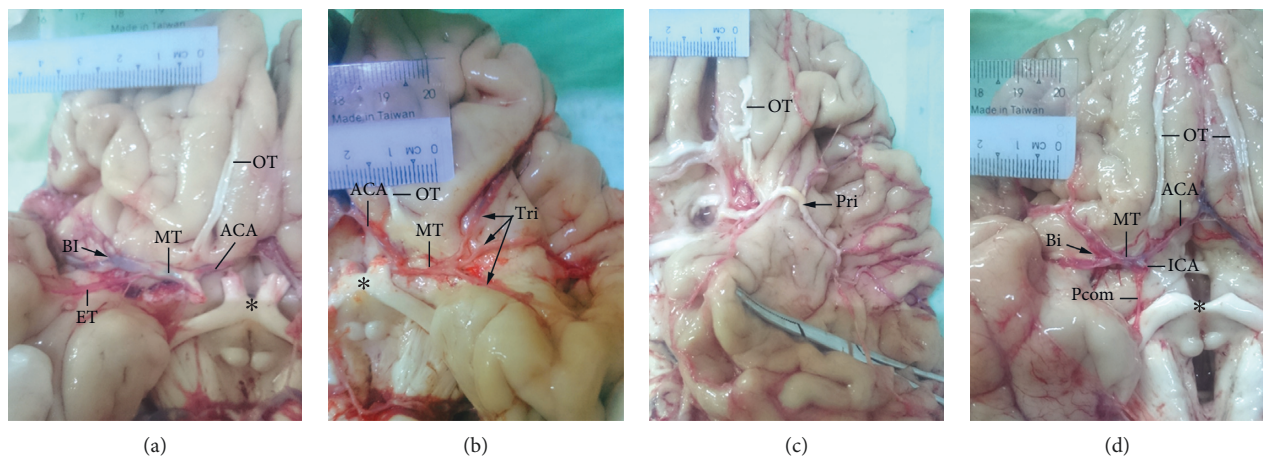 Made in Taiwan
4 3 2 1 CM 0
OT
BI
MT
ACA
ET
*
(a)
18 19 20
Made in Taiwan
2 1 CM 0
ACA
OT
Tri
MT
*
(b)
2 1 CM 0
OT
Pri
(c)
18 19 20
Made in Taiwan
2 1 CM 0
OT
ACA
MT
Bi
ICA
Pcom
*
(d)